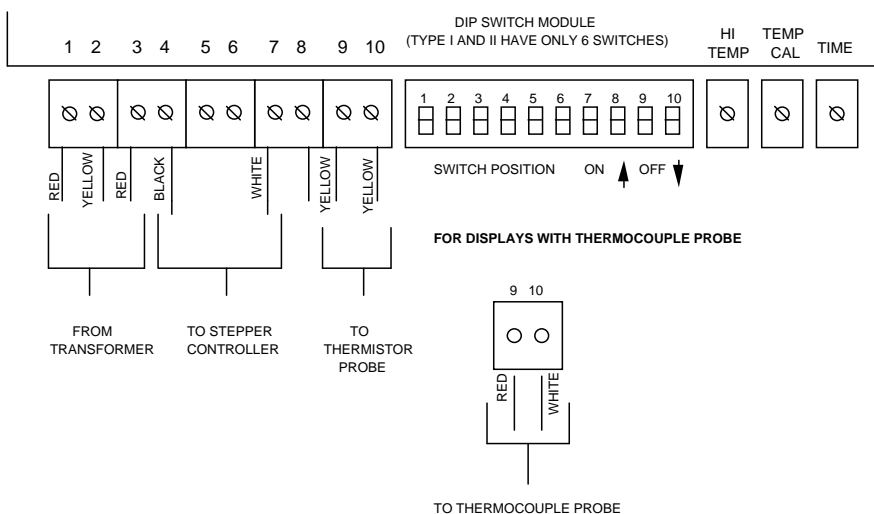 DIP SWITCH MODULE
(TYPE I AND II HAVE ONLY 6 SWITCHES)
HI
TEMP
TEMP
CAL
TIME
1 2 3 4 5 6 7 8 9 10
1 2 3 4 5 6 7 8 9 10
RED
YELLOW
RED
BLACK
WHITE
YELLOW
YELLOW
SWITCH POSITION ON OFF
FOR DISPLAYS WITH THERMOCOUPLE PROBE
FROM
TRANSFORMER
TO STEPPER
CONTROLLER
TO
THERMISTOR
PROBE
9 10
RED
WHITE
TO THERMOCOUPLE PROBE